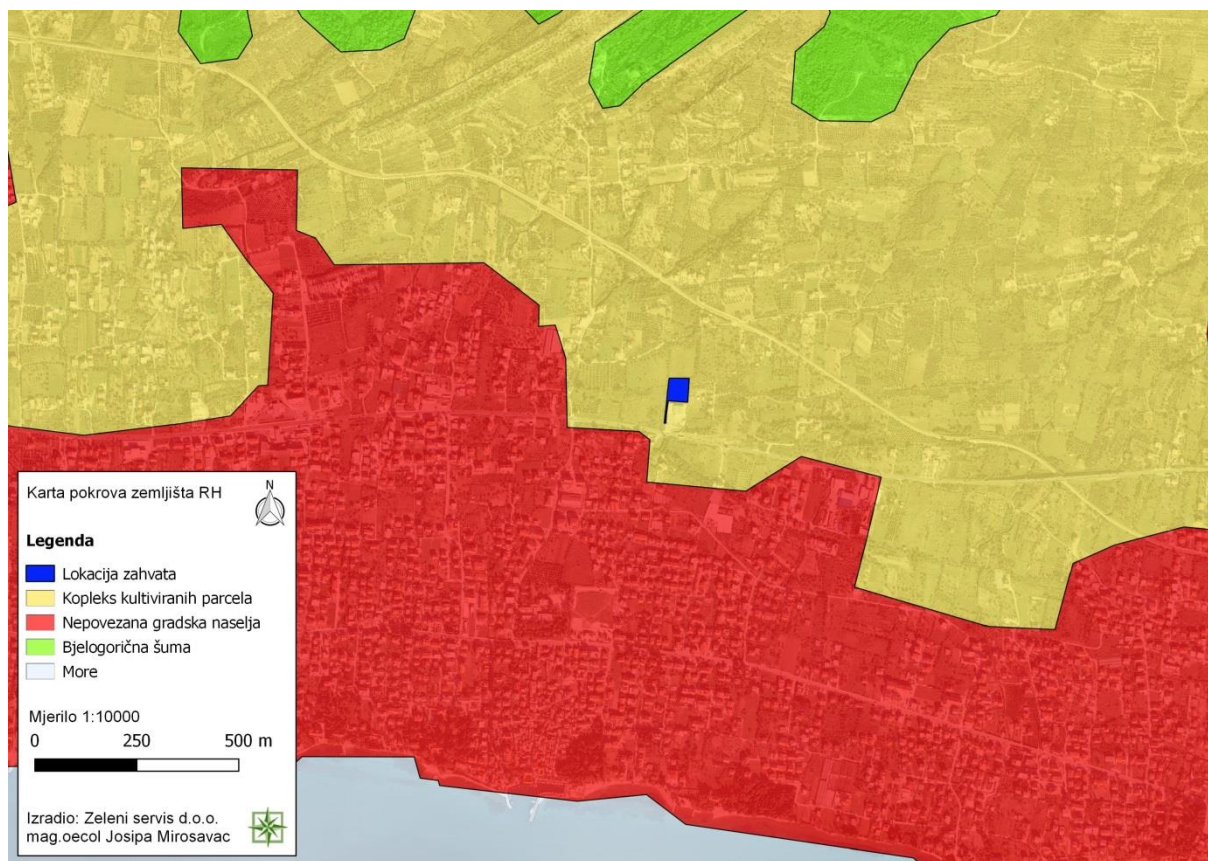 Karta pokrova zemljišta RH
N
Legenda
Lokacija zahvata
Kopleks kultiviranih parcela
Nepovezana gradska naselja
Bjelogorična šuma
More
Mjerilo 1:10000
0 250 500 m
Izradio: Zeleni servis d.o.o.
mag.oecol Josipa Mirosavac